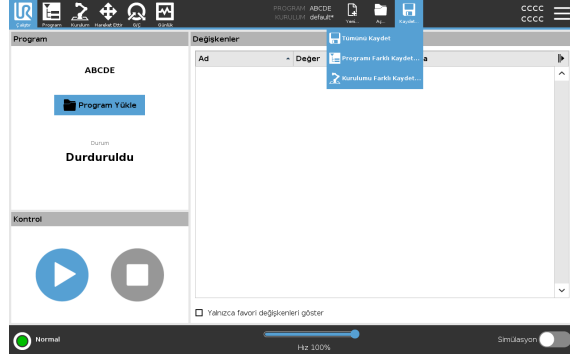 UR
PROGRAM ABCDE
KURULUM default*
CCCC
CCCC
Çalıştır Program Kurulum Hareket Ettir G/Ç Günlük
Yeni... Aç... Kaydet...
Program
Değişkenler
Tümünü Kaydet
Programı Farklı Kaydet...
Kurulumu Farklı Kaydet...
Ad
Değer
a
ABCDE
Program Yükle
Durum
Durduruldu
Kontrol
Yalnızca favori değişkenleri göster
Normal
Hız 100%
Simülasyon